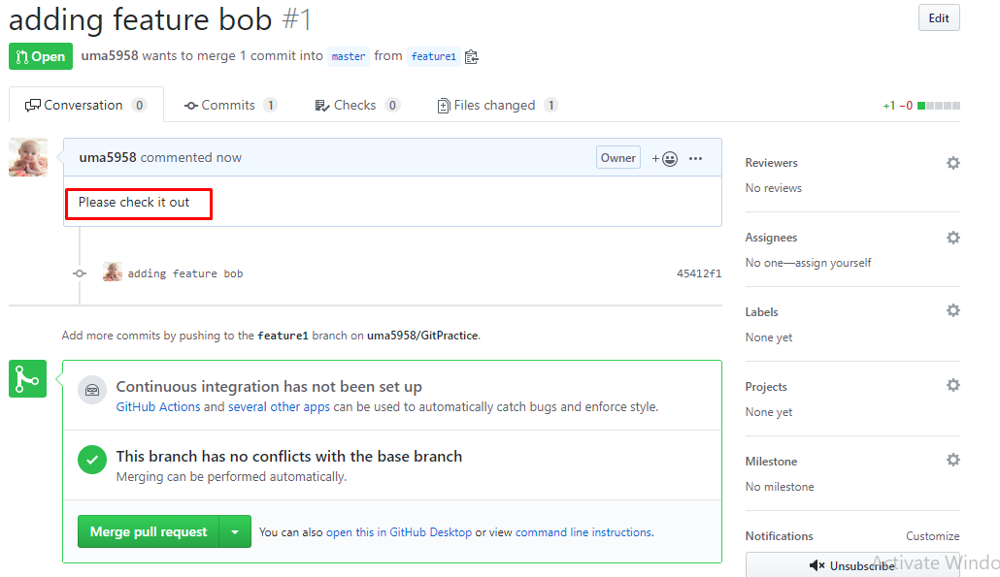 adding feature bob #1
Edit
Open
uma5958 wants to merge 1 commit into master from feature1
Conversation 0
Commits 1
Checks 0
Files changed 1
+1 −0
uma5958 commented now
Owner
Please check it out
adding feature bob
45412f1
Add more commits by pushing to the feature1 branch on uma5958/GitPractice.
Continuous integration has not been set up
GitHub Actions and several other apps can be used to automatically catch bugs and enforce style.
This branch has no conflicts with the base branch
Merging can be performed automatically.
Merge pull request
You can also open this in GitHub Desktop or view command line instructions.
Reviewers
No reviews
Assignees
No one—assign yourself
Labels
None yet
Projects
None yet
Milestone
No milestone
Notifications
Customize
Unsubscribe
Activate Windo